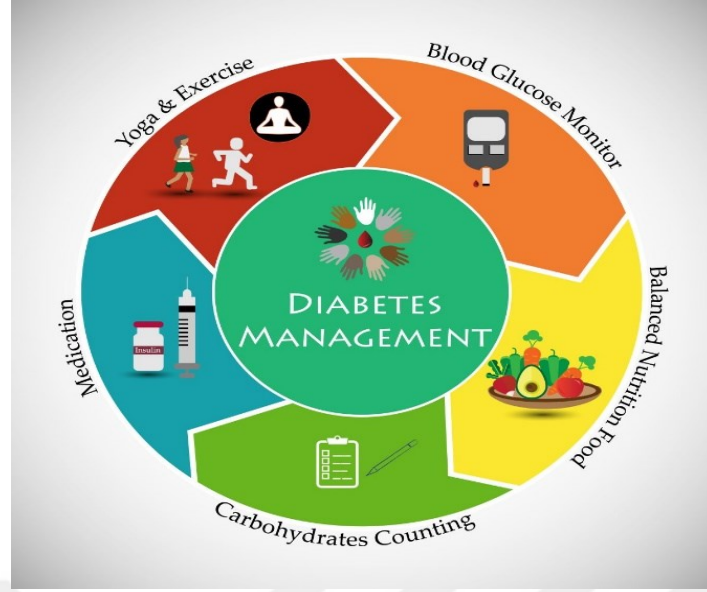 Yoga & Exercise
Blood Glucose Monitor
Balanced Nutrition Food
Carbohydrates Counting
Medication
Insulin
DIABETES
MANAGEMENT